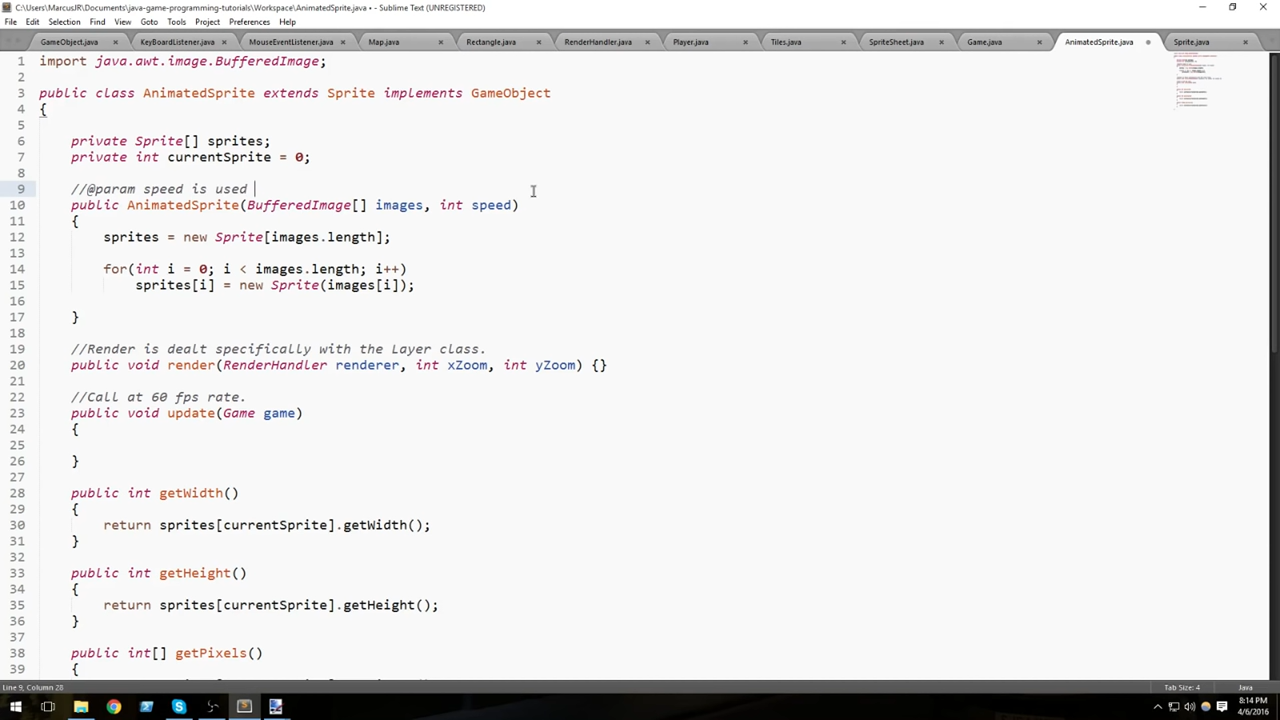 C:\Users\MarcusJR\Documents\java-game-programming-tutorials\Workspace\AnimatedSprite.java • - Sublime Text (UNREGISTERED)
File Edit Selection Find View Goto Tools Project Preferences Help
GameObject.java KeyBoardListener.java MouseEventListener.java Map.java Rectangle.java RenderHandler.java Player.java Tiles.java SpriteSheet.java Game.java AnimatedSprite.java Sprite.java
1 import java.awt.image.BufferedImage;
2
3 public class AnimatedSprite extends Sprite implements GameObject
4 {
5
6 private Sprite[] sprites;
7 private int currentSprite = 0;
8
9 //@param speed is used
10 public AnimatedSprite(BufferedImage[] images, int speed)
11 {
12 sprites = new Sprite[images.length];
13
14 for(int i = 0; i < images.length; i++)
15 sprites[i] = new Sprite(images[i]);
16
17 }
18
19 //Render is dealt specifically with the Layer class.
20 public void render(RenderHandler renderer, int xZoom, int yZoom) {}
21
22 //Call at 60 fps rate.
23 public void update(Game game)
24 {
25
26 }
27
28 public int getWidth()
29 {
30 return sprites[currentSprite].getWidth();
31 }
32
33 public int getHeight()
34 {
35 return sprites[currentSprite].getHeight();
36 }
37
38 public int[] getPixels()
39 {
Line 9, Column 28 Tab Size: 4 Java
8:14 PM
4/6/2016